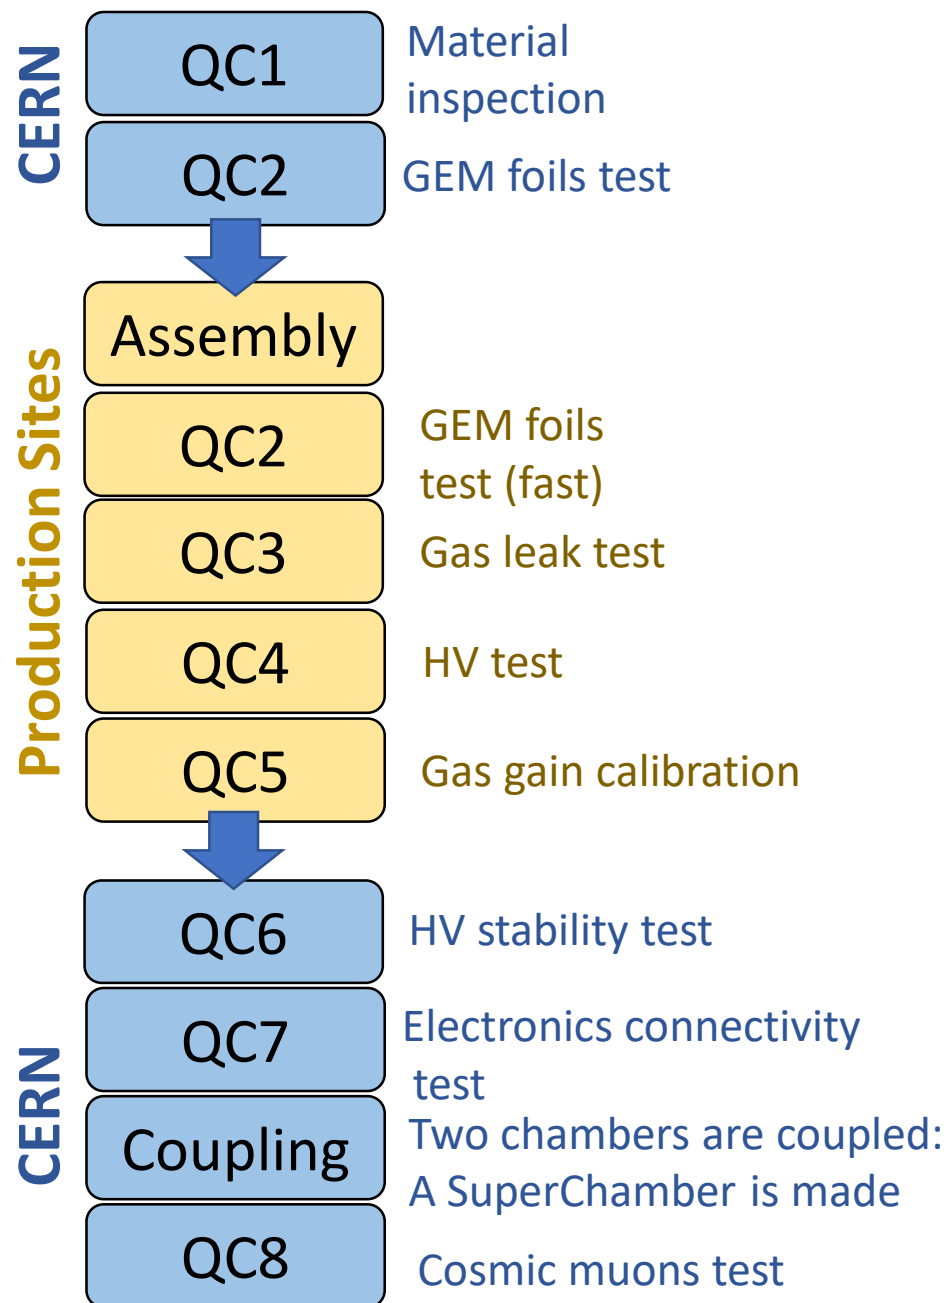 CERN
QC1
Material
inspection
QC2
GEM foils test
Production Sites
Assembly
QC2
GEM foils
test (fast)
QC3
Gas leak test
QC4
HV test
QC5
Gas gain calibration
CERN
QC6
HV stability test
QC7
Electronics connectivity
test
Coupling
Two chambers are coupled:
A SuperChamber is made
QC8
Cosmic muons test